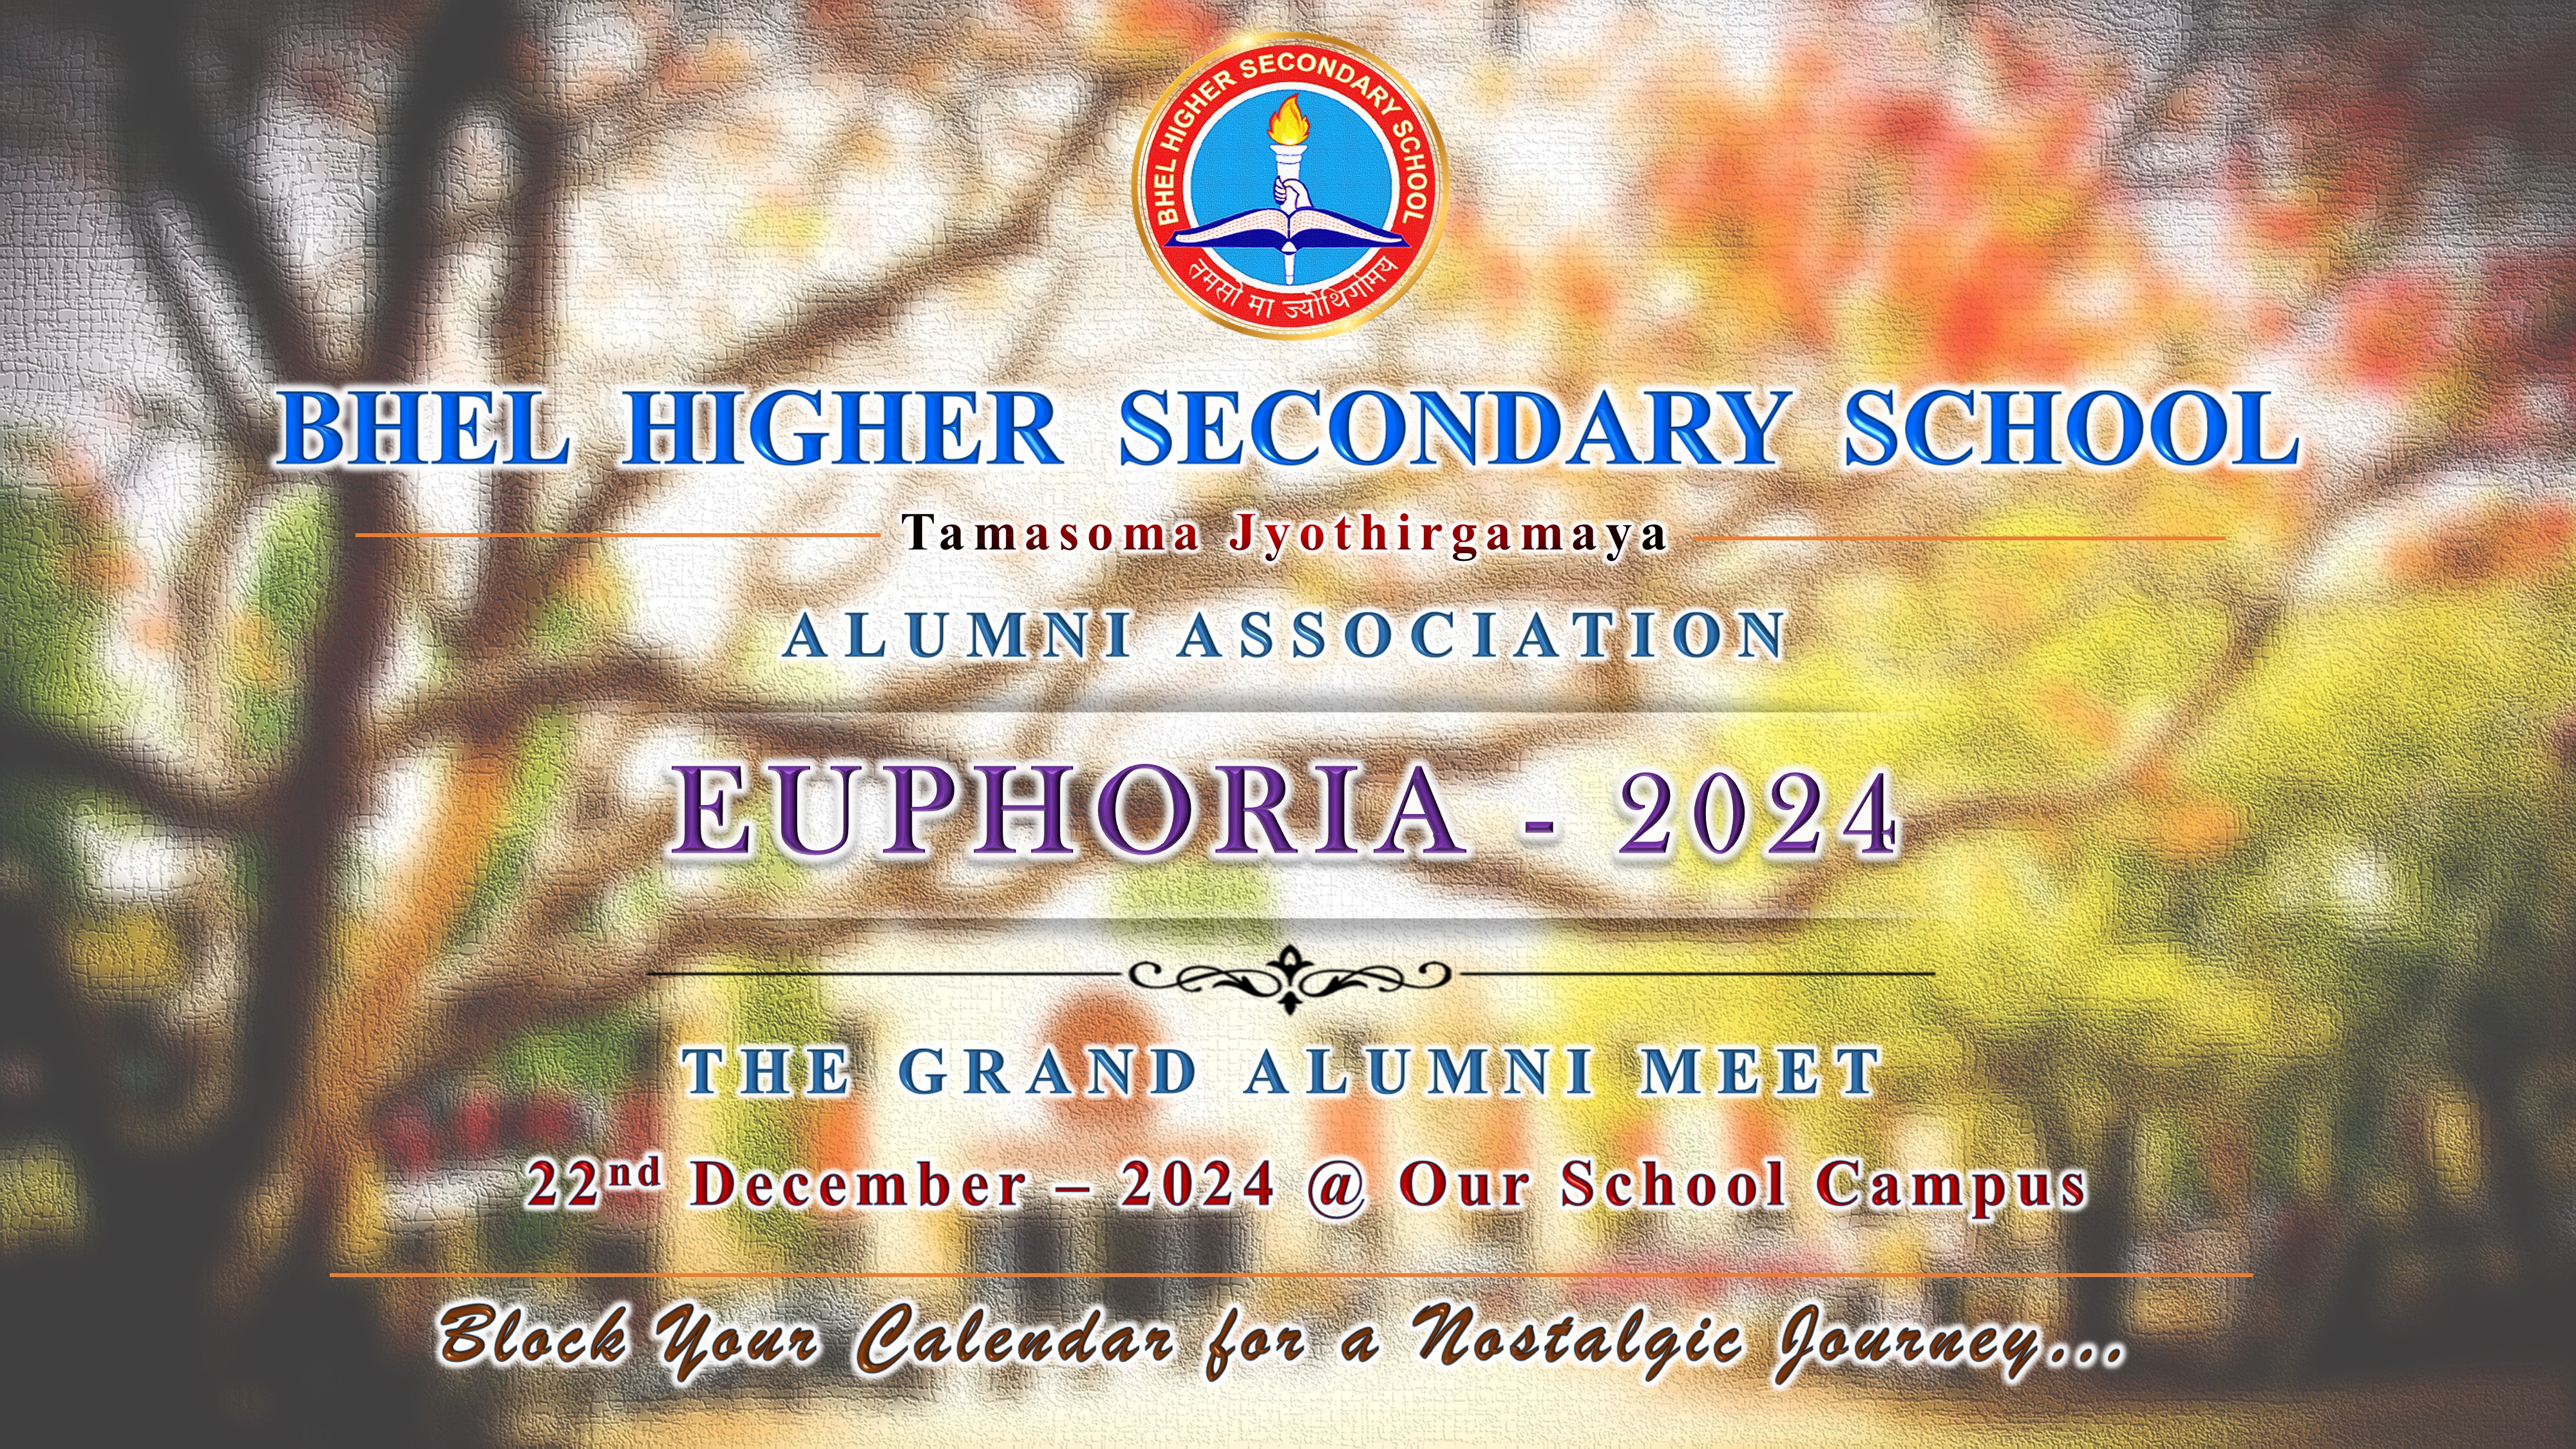 BHEL HIGHER SECONDARY SCHOOL
तमसो मा ज्योथिर्गामय
BHEL HIGHER SECONDARY SCHOOL
Tamasoma Jyothirgamaya
ALUMNI ASSOCIATION
EUPHORIA - 2024
THE GRAND ALUMNI MEET
22nd December – 2024 @ Our School Campus
Block Your Calendar for a Nostalgic Journey...